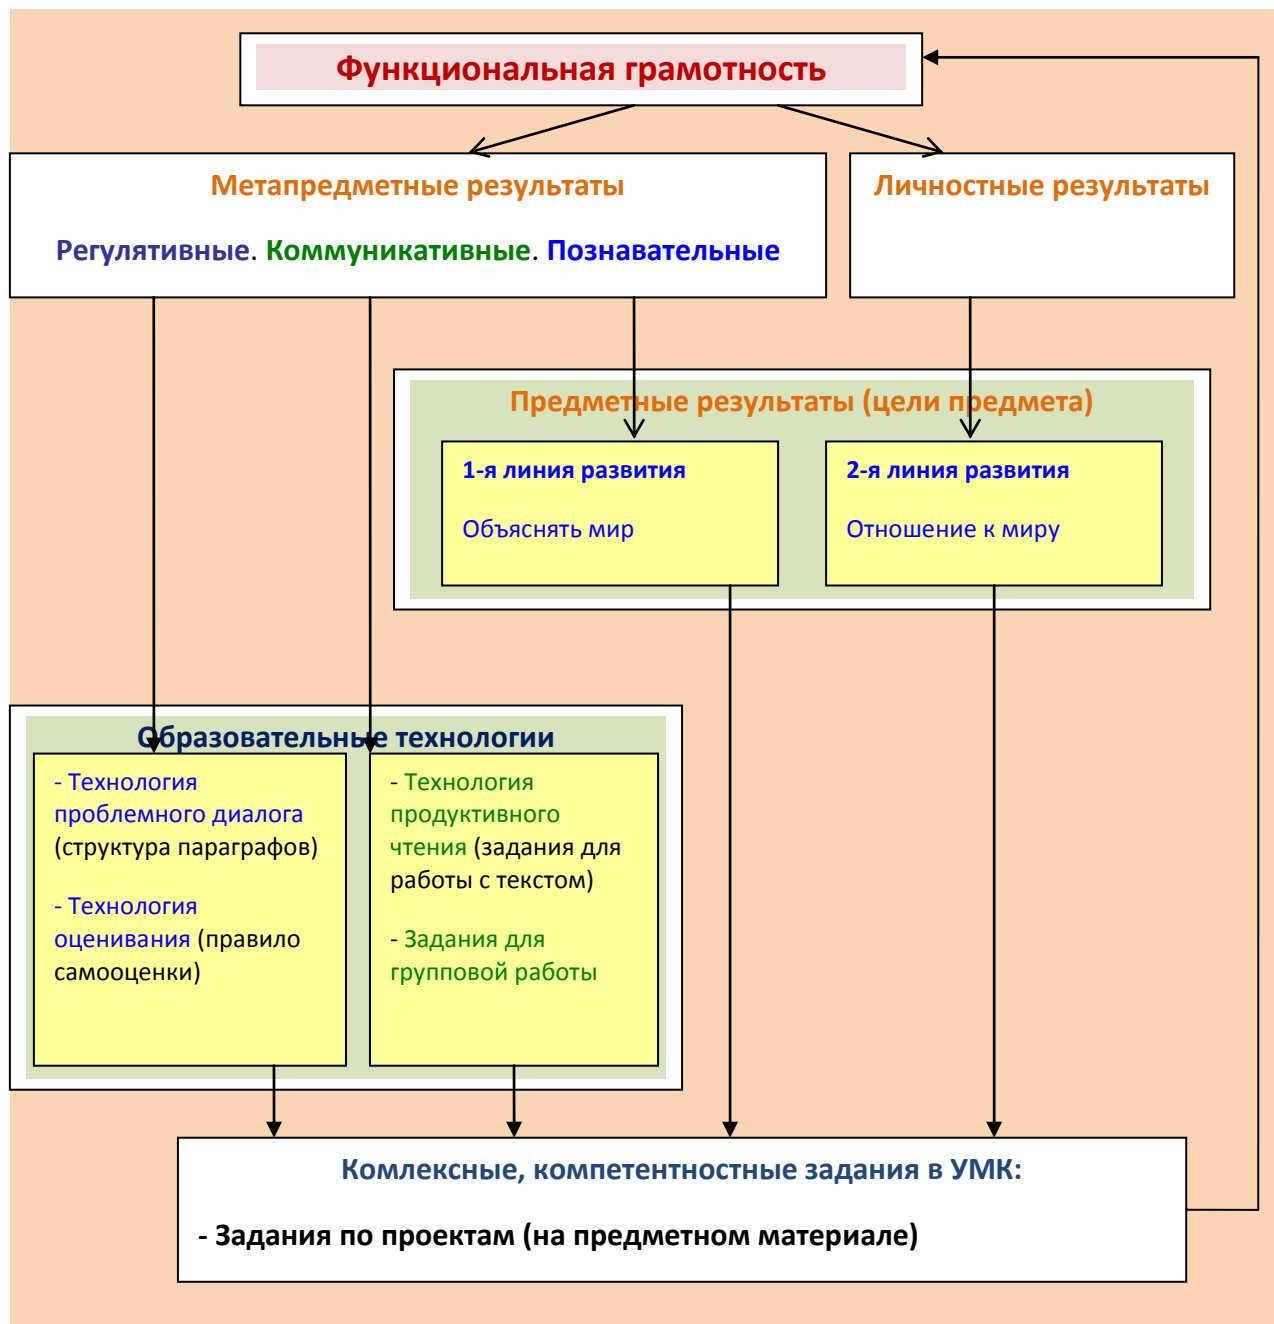 Функциональная грамотность
Метапредметные результаты
Регулятивные. Коммуникативные. Познавательные
Личностные результаты
Предметные результаты (цели предмета)
1-я линия развития
Объяснять мир
2-я линия развития
Отношение к миру
Образовательные технологии
- Технология
проблемного диалога
(структура параграфов)
- Технология
оценивания (правило
самооценки)
- Технология
продуктивного
чтения (задания для
работы с текстом)
- Задания для
групповой работы
Комлексные, компетентностные задания в УМК:
- Задания по проектам (на предметном материале)